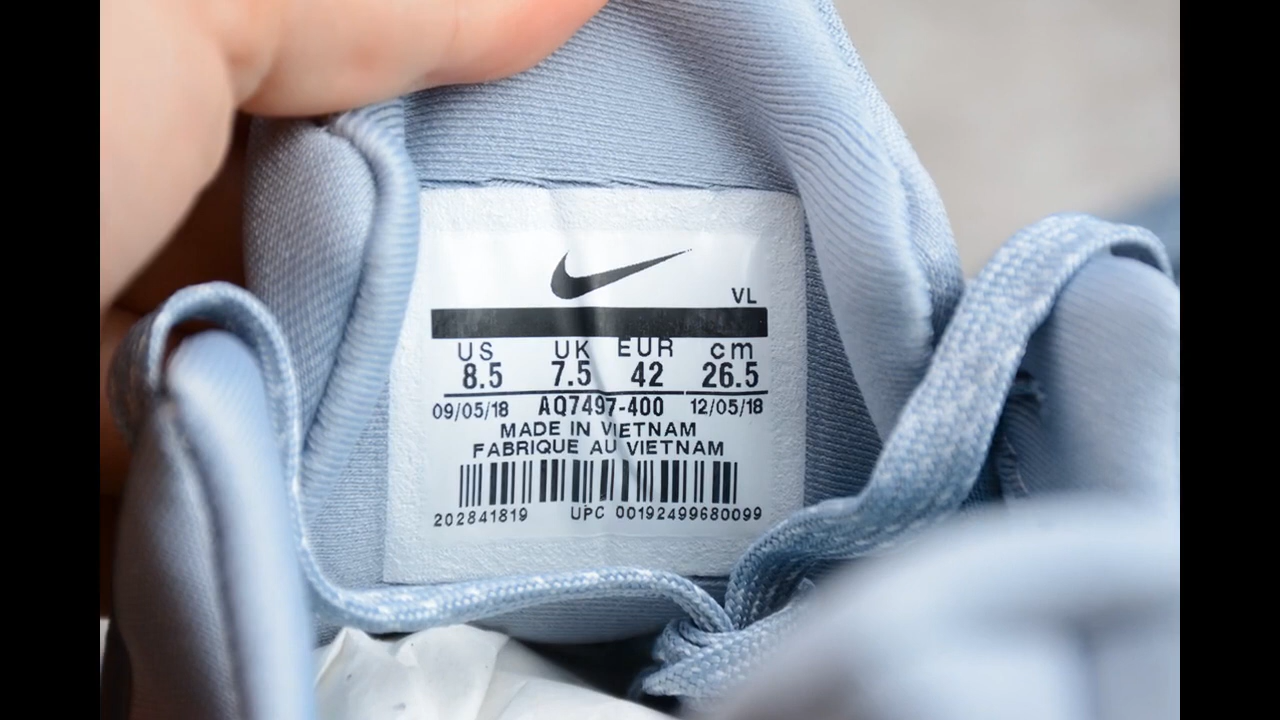 VL
US UK EUR cm
8.5 7.5 42 26.5
09/05/18 AQ7497-400 12/05/18
MADE IN VIETNAM
FABRIQUE AU VIETNAM
202841819 UPC 00192499680099